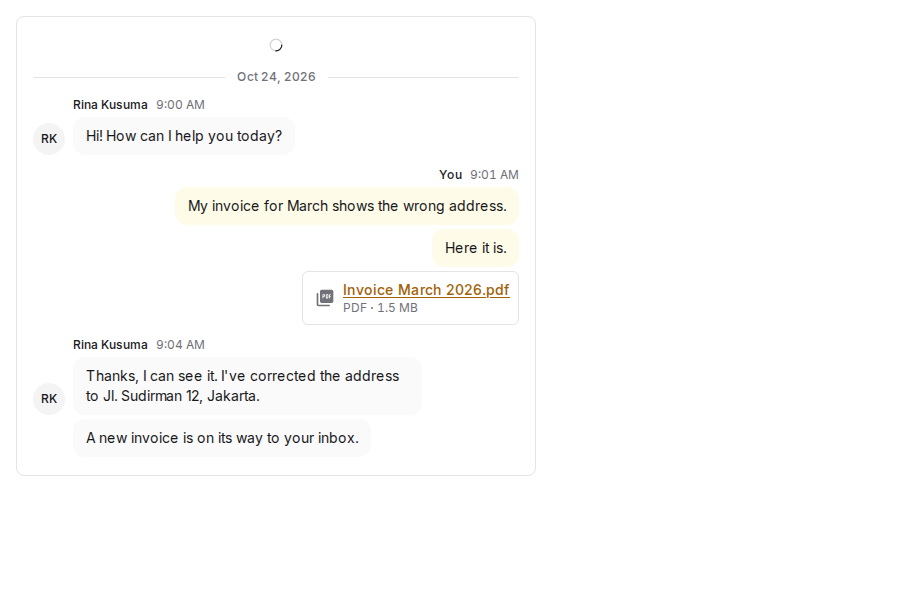 Oct 24, 2026
Rina Kusuma 9:00 AM
RK
Hi! How can I help you today?
You 9:01 AM
My invoice for March shows the wrong address.
Here it is.
PDF
Invoice March 2026.pdf
PDF · 1.5 MB
Rina Kusuma 9:04 AM
RK
Thanks, I can see it. I've corrected the address
to Jl. Sudirman 12, Jakarta.
A new invoice is on its way to your inbox.